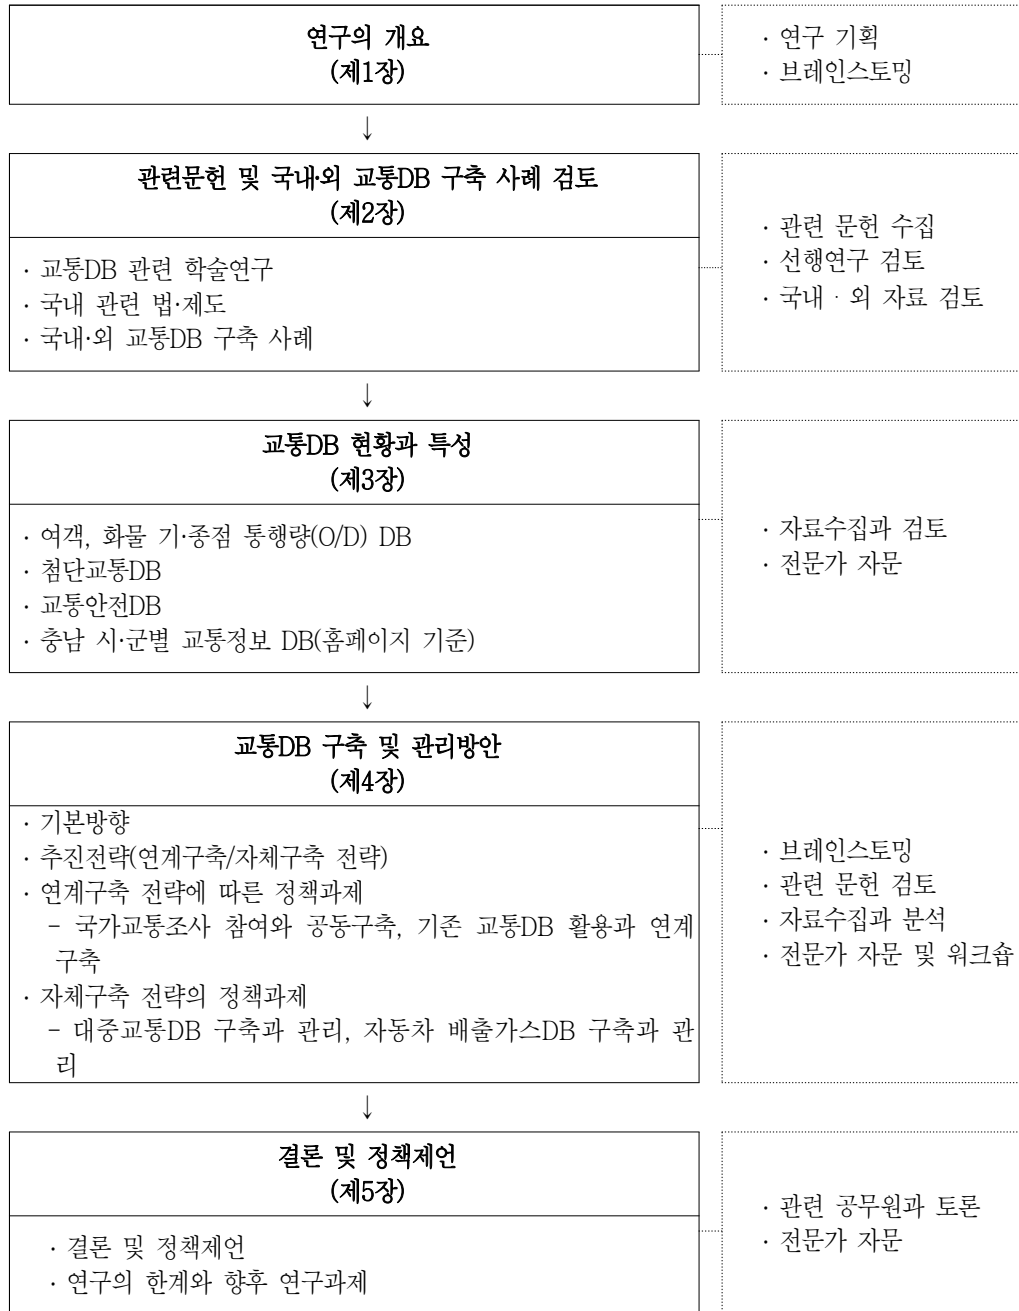 연구의 개요
(제1장)
· 연구 기획
· 브레인스토밍
↓
관련문헌 및 국내·외 교통DB 구축 사례 검토
(제2장)
· 교통DB 관련 학술연구
· 국내 관련 법·제도
· 국내·외 교통DB 구축 사례
· 관련 문헌 수집
· 선행연구 검토
· 국내 · 외 자료 검토
↓
교통DB 현황과 특성
(제3장)
· 여객, 화물 기·종점 통행량(O/D) DB
· 첨단교통DB
· 교통안전DB
· 충남 시·군별 교통정보 DB(홈페이지 기준)
· 자료수집과 검토
· 전문가 자문
↓
교통DB 구축 및 관리방안
(제4장)
· 기본방향
· 추진전략(연계구축/자체구축 전략)
· 연계구축 전략에 따른 정책과제
- 국가교통조사 참여와 공동구축, 기존 교통DB 활용과 연계
구축
· 자체구축 전략의 정책과제
- 대중교통DB 구축과 관리, 자동차 배출가스DB 구축과 관
리
· 브레인스토밍
· 관련 문헌 검토
· 자료수집과 분석
· 전문가 자문 및 워크숍
↓
결론 및 정책제언
(제5장)
· 결론 및 정책제언
· 연구의 한계와 향후 연구과제
· 관련 공무원과 토론
· 전문가 자문